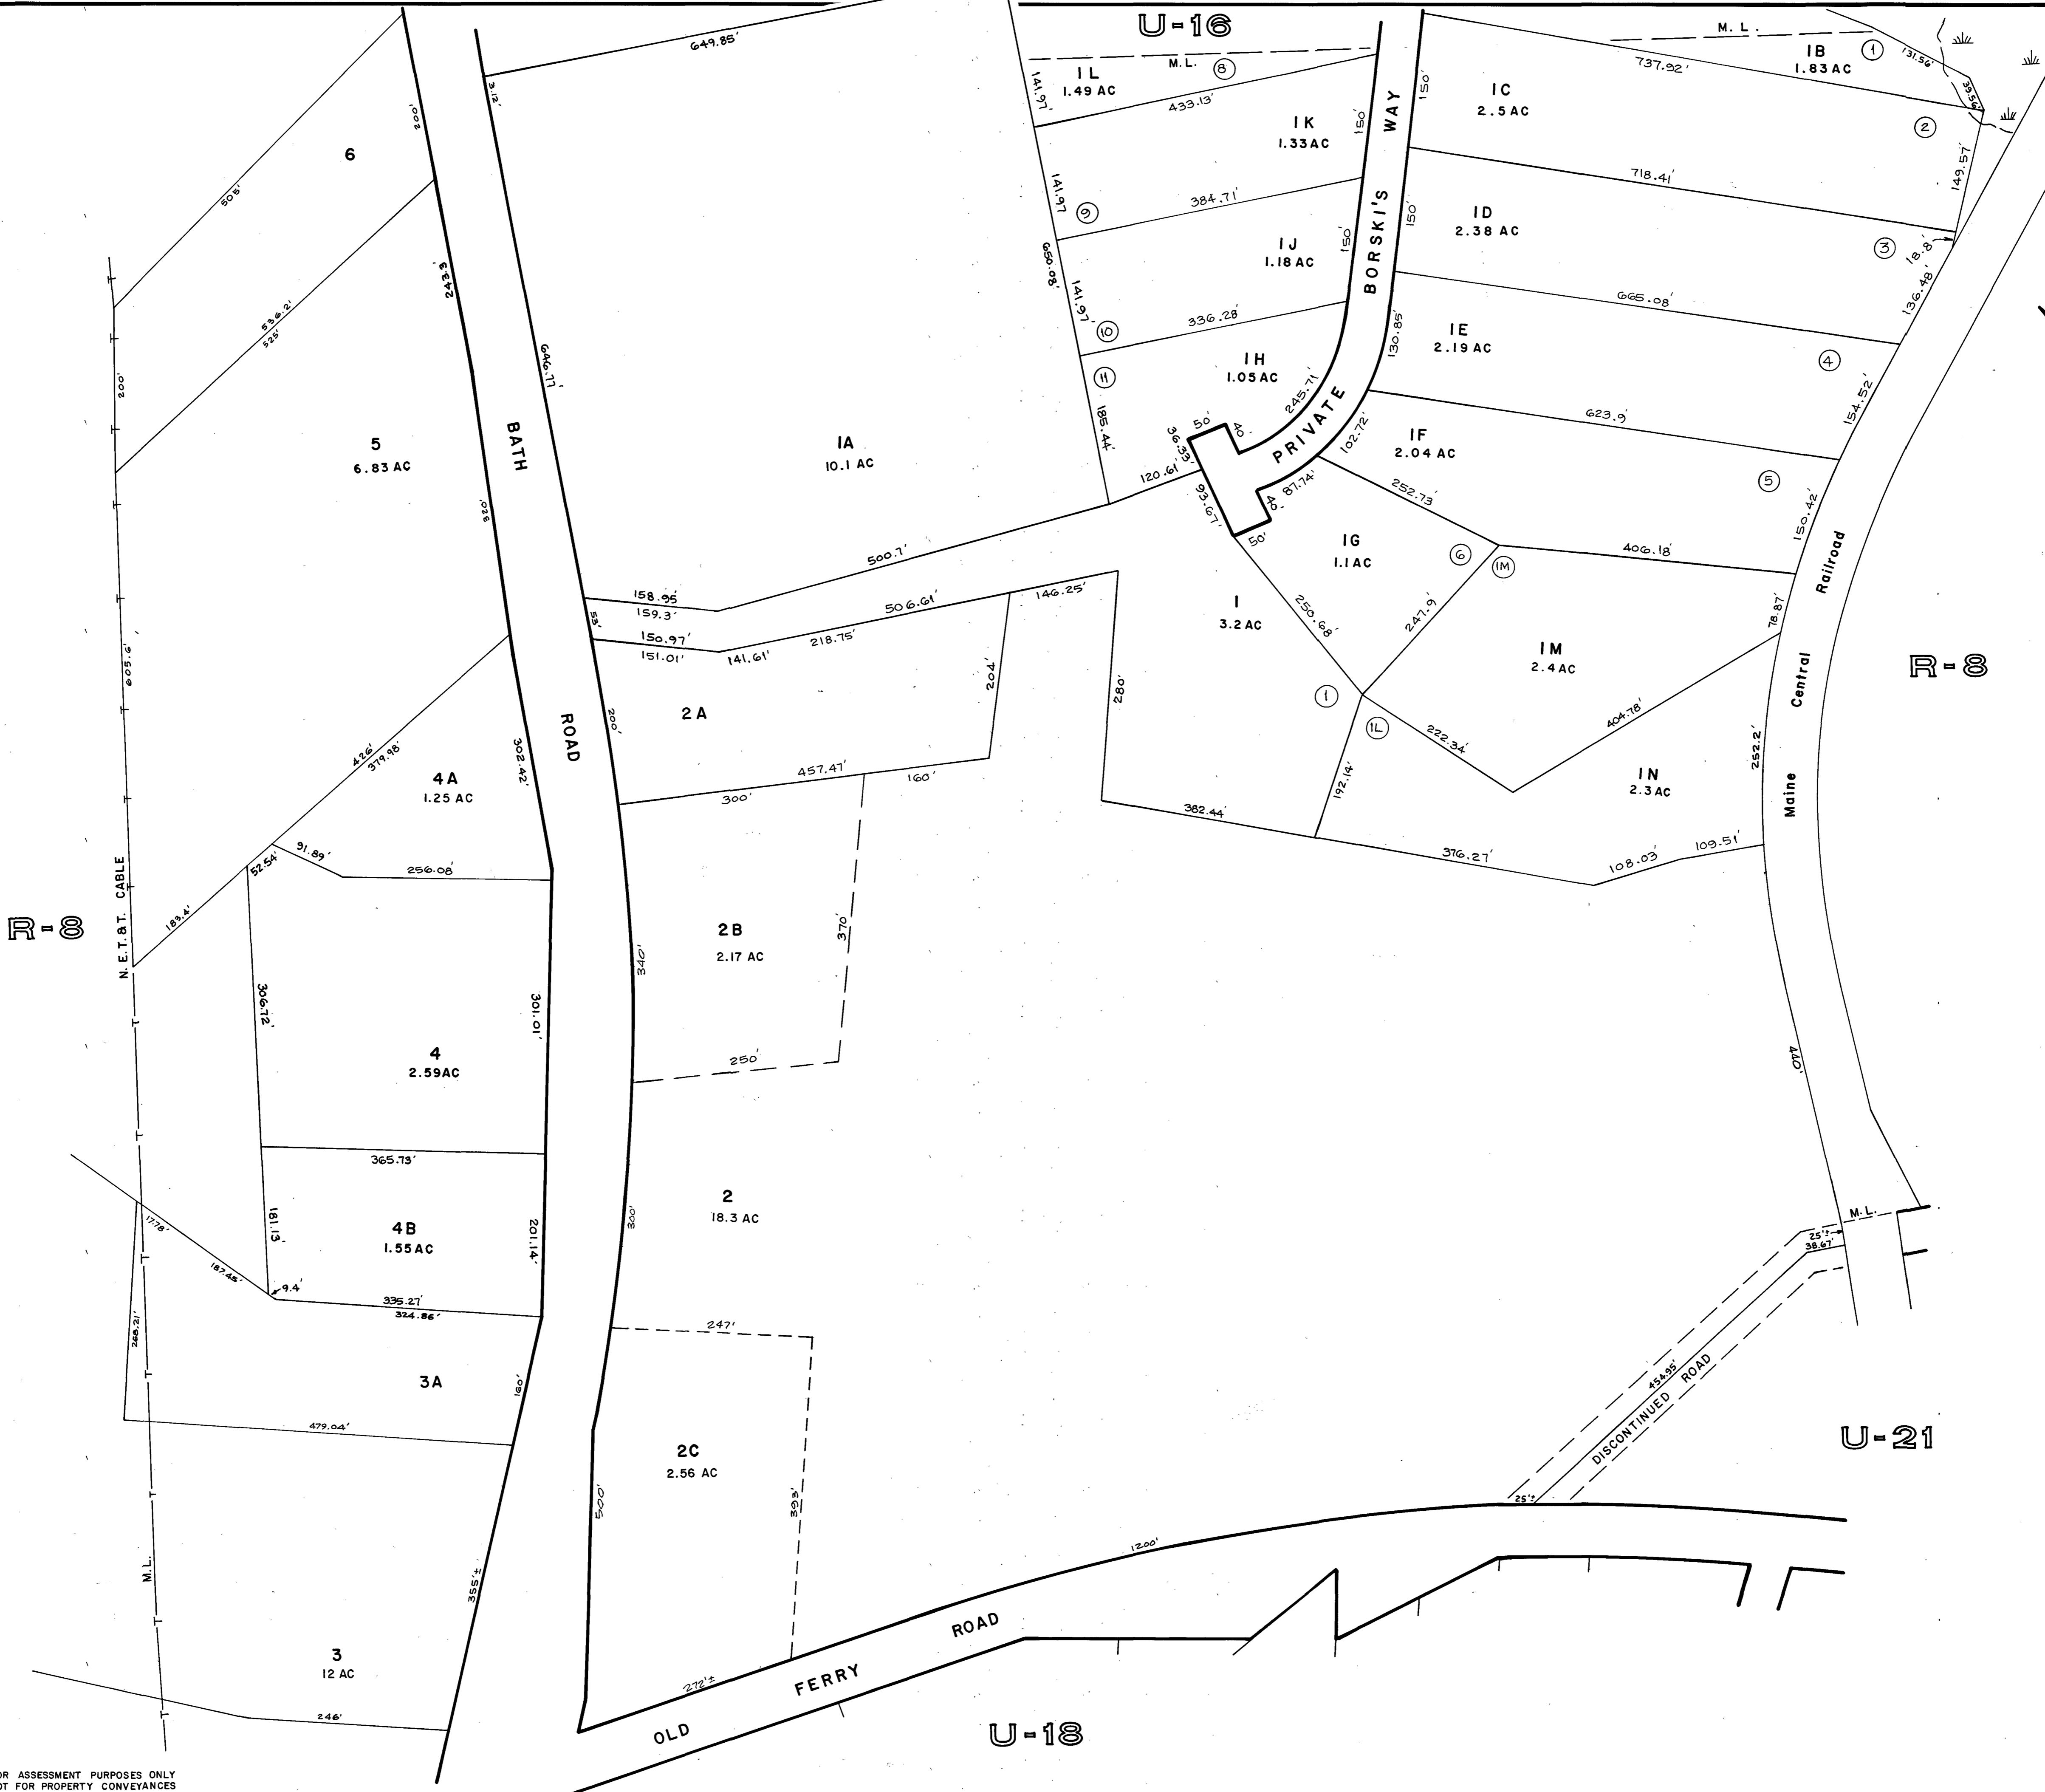 U-16
649.85'
M.L.
M.L.
1B
1.83 AC
1
131.56'
39.56'
1L
1.49 AC
8
737.92'
3.12'
141.97'
433.13'
150'
1C
2.5 AC
WAY
2
1002
1K
1.33 AC
150'
149.57'
6
505'
718.41'
141.97
384.71'
9
BORSKI'S
150'
1D
2.38 AC
3
18.8'
243.3'
650.08'
1J
1.18 AC
150'
136.48'
141.97'
665.08'
536.2'
525'
336.28'
10
130.85'
1E
2.19 AC
646.77'
200'
1H
1.05 AC
11
4
245.71'
PRIVATE
154.52'
185.44'
623.9'
BATH
5
6.83 AC
1A
10.1 AC
50'
40'
36.33'
102.72'
1F
2.04 AC
120.61'
87.74'
5
320'
93.67'
40'
252.73'
150.42'
50'
500.7'
1G
1.1 AC
6
1M
406.18'
Railroad
158.95'
159.3'
506.61'
146.25'
53'
150.97'
218.75'
151.01'
141.61'
1
3.2 AC
250.68'
247.9'
78.87'
605.6'
204'
1M
2.4 AC
R-8
Central
280'
1
2A
200'
1L
404.78'
222.34'
ROAD
302.42'
426'
379.98'
252.2'
4A
1.25 AC
457.47'
160'
300'
192.14'
1N
2.3 AC
Maine
382.44'
52.54'
91.89'
256.08'
376.27'
108.03'
109.51'
N.E.T.&T. CABLE
183.4'
R-8
2B
2.17 AC
370'
340'
306.72'
301.01'
4
2.59 AC
250'
440'
365.73'
2
18.3 AC
300'
17.78'
181.13'
4B
1.55 AC
201.14'
M.L.
25'±
38.67'
187.45'
9.4'
335.27'
324.86'
247'
268.21'
3A
160'
454.95'
DISCONTINUED ROAD
479.04'
U-21
2C
2.56 AC
500'
393'
25'±
1200'
M.L.
355'±
ROAD
3
12 AC
FERRY
272'±
246'
OLD
U-18
OR ASSESSMENT PURPOSES ONLY
OT FOR PROPERTY CONVEYANCES